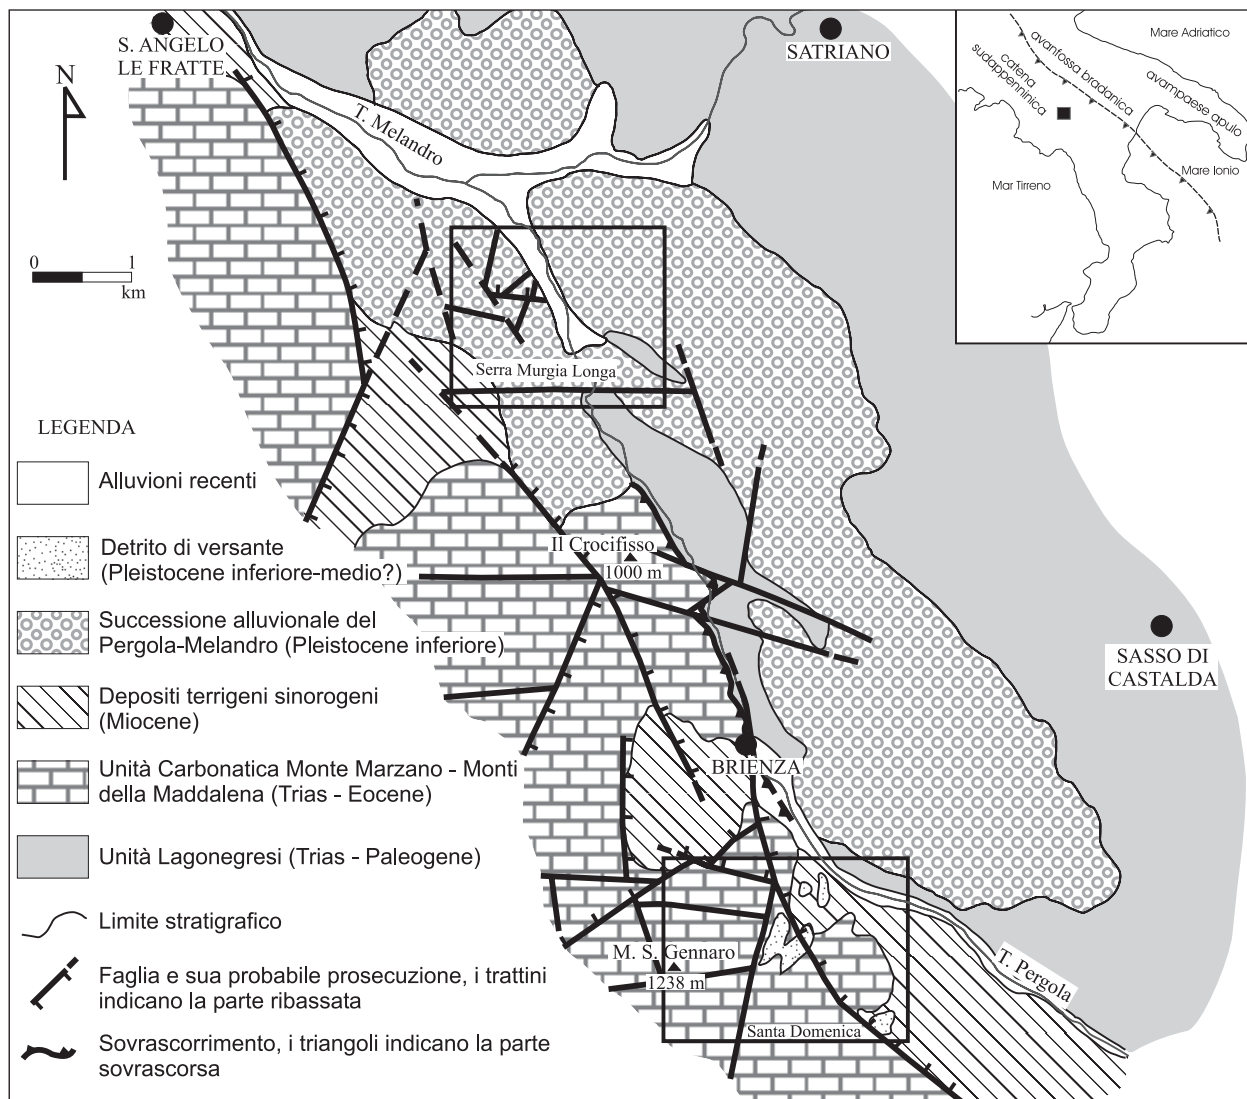 S. ANGELO
LE FRATTE
SATRIANO
N
T. Melandro
0 1
km
Mare Adriatico
avanfossa bradanica
catena
sudappenninica
avampaese apulo
Mare Ionio
Mar Tirreno
Serra Murgia Longa
Il Crocifisso
1000 m
SASSO DI
CASTALDA
BRIENZA
M. S. Gennaro
1238 m
Santa Domenica
T. Pergola
LEGENDA
Alluvioni recenti
Detrito di versante
(Pleistocene inferiore-medio?)
Successione alluvionale del
Pergola-Melandro (Pleistocene inferiore)
Depositi terrigeni sinorogeni
(Miocene)
Unità Carbonatica Monte Marzano - Monti
della Maddalena (Trias - Eocene)
Unità Lagonegresi (Trias - Paleogene)
Limite stratigrafico
Faglia e sua probabile prosecuzione, i trattini
indicano la parte ribassata
Sovrascorrimento, i triangoli indicano la parte
sovrascorsa